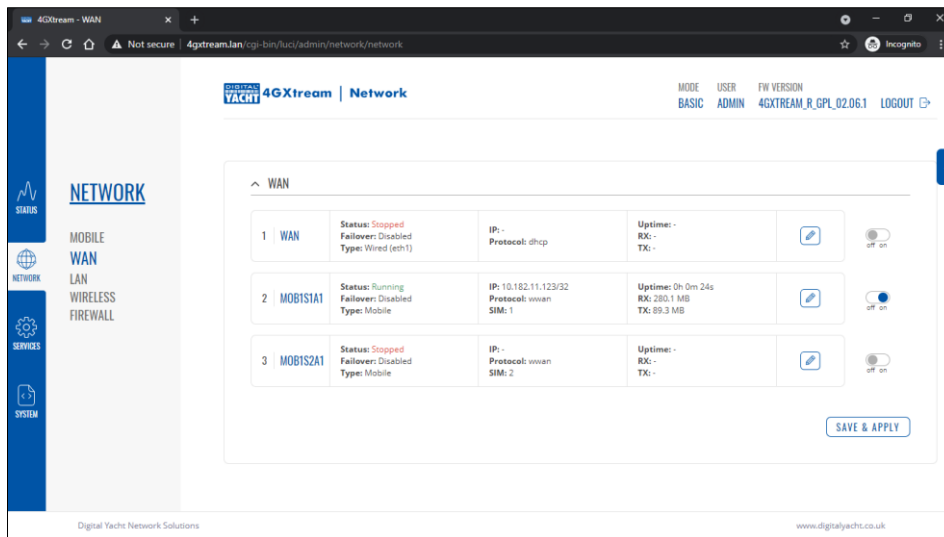 4GXtream - WAN
Not secure | 4gxtream.lan/cgi-bin/luci/admin/network/network
Incognito
DIGITAL YACHT 4GXtream | Network
MODE USER FW VERSION
BASIC ADMIN 4GXTREAM_R_GPL_02.06.1 LOGOUT
STATUS
NETWORK
SERVICES
SYSTEM
NETWORK
MOBILE
WAN
LAN
WIRELESS
FIREWALL
WAN
1 WAN
Status: Stopped
Failover: Disabled
Type: Wired (eth1)
IP: -
Protocol: dhcp
Uptime: -
RX: -
TX: -
off on
2 MOB1S1A1
Status: Running
Failover: Disabled
Type: Mobile
IP: 10.182.11.123/32
Protocol: wwan
SIM: 1
Uptime: 0h 0m 24s
RX: 280.1 MB
TX: 89.3 MB
off on
3 MOB1S2A1
Status: Stopped
Failover: Disabled
Type: Mobile
IP: -
Protocol: wwan
SIM: 2
Uptime: -
RX: -
TX: -
off on
SAVE & APPLY
Digital Yacht Network Solutions
www.digitalyacht.co.uk